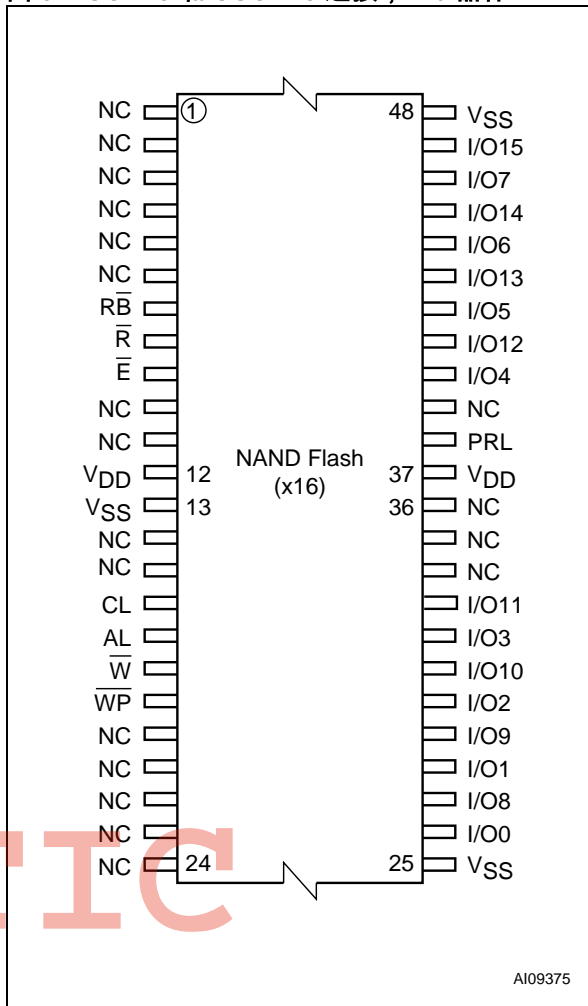 NC ① 48 VSS
NC I/O15
NC I/O7
NC I/O14
NC I/O6
NC I/O13
RB̅ I/O5
R̅ I/O12
E̅ I/O4
NC NC
NC PRL
VDD 12 NAND Flash 37 VDD
VSS 13 (x16) 36 NC
NC NC
NC NC
CL I/O11
AL I/O3
W̅ I/O10
W̅P̅ I/O2
NC I/O9
NC I/O1
NC I/O8
NC I/O0
NC 24 25 VSS
TIC
AI09375